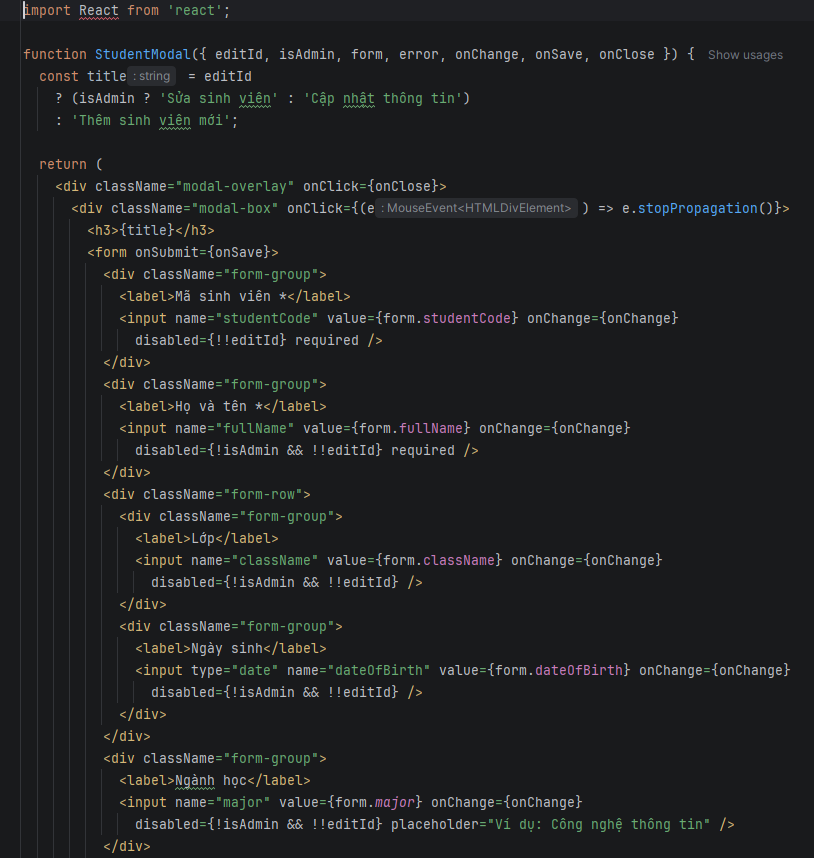 import React from 'react';
function StudentModal({ editId, isAdmin, form, error, onChange, onSave, onClose }) { Show usages
const title : string = editId
? (isAdmin ? 'Sửa sinh viên' : 'Cập nhật thông tin')
: 'Thêm sinh viên mới';
return (
<div className="modal-overlay" onClick={onClose}>
<div className="modal-box" onClick={(e : MouseEvent<HTMLDivElement> ) => e.stopPropagation()}>
<h3>{title}</h3>
<form onSubmit={onSave}>
<div className="form-group">
<label>Mã sinh viên *</label>
<input name="studentCode" value={form.studentCode} onChange={onChange}
disabled={!!editId} required />
</div>
<div className="form-group">
<label>Họ và tên *</label>
<input name="fullName" value={form.fullName} onChange={onChange}
disabled={!isAdmin && !!editId} required />
</div>
<div className="form-row">
<div className="form-group">
<label>Lớp</label>
<input name="className" value={form.className} onChange={onChange}
disabled={!isAdmin && !!editId} />
</div>
<div className="form-group">
<label>Ngày sinh</label>
<input type="date" name="dateOfBirth" value={form.dateOfBirth} onChange={onChange}
disabled={!isAdmin && !!editId} />
</div>
</div>
<div className="form-group">
<label>Ngành học</label>
<input name="major" value={form.major} onChange={onChange}
disabled={!isAdmin && !!editId} placeholder="Ví dụ: Công nghệ thông tin" />
</div>